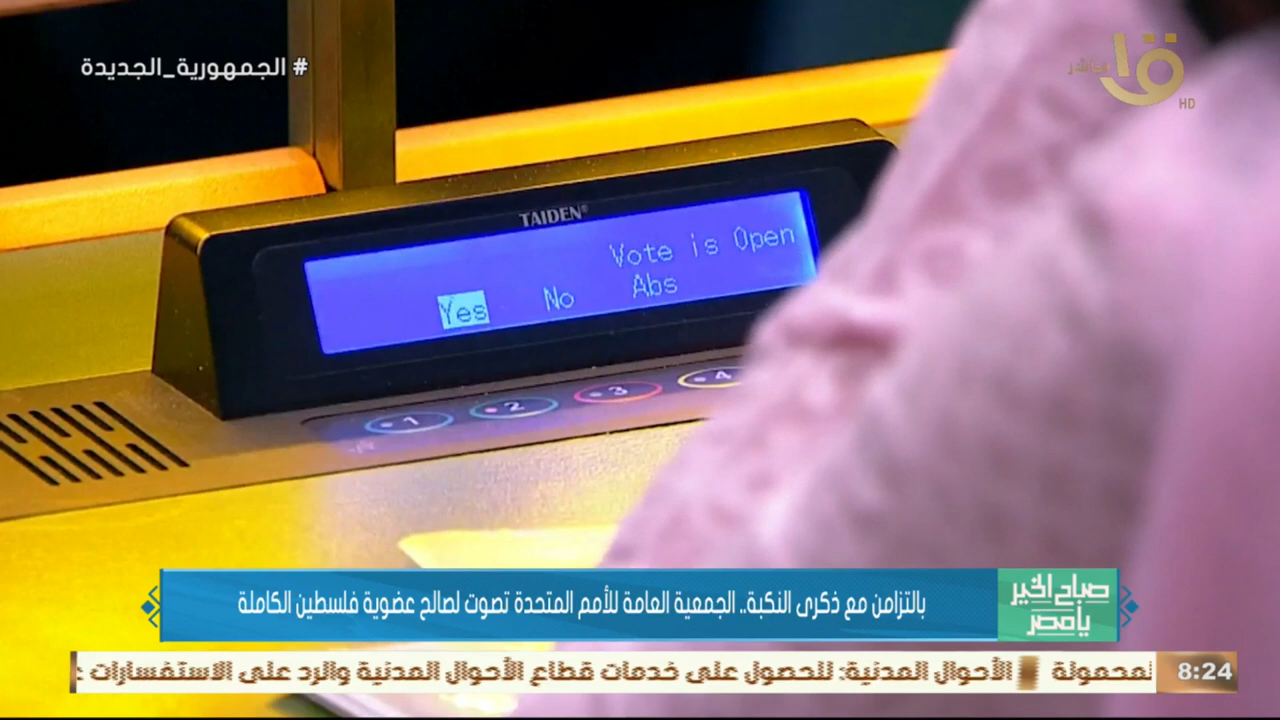 # الجمهورية_الجديدة
مباشر
HD
TAIDEN®
Vote is Open
Yes No Abs
1 2 3 4
صباح الخير يا مصر
بالتزامن مع ذكرى النكبة.. الجمعية العامة للأمم المتحدة تصوت لصالح عضوية فلسطين الكاملة
8:24
الأحوال المدنية: للحصول على خدمات قطاع الأحوال المدنية والرد على الاستفسارات